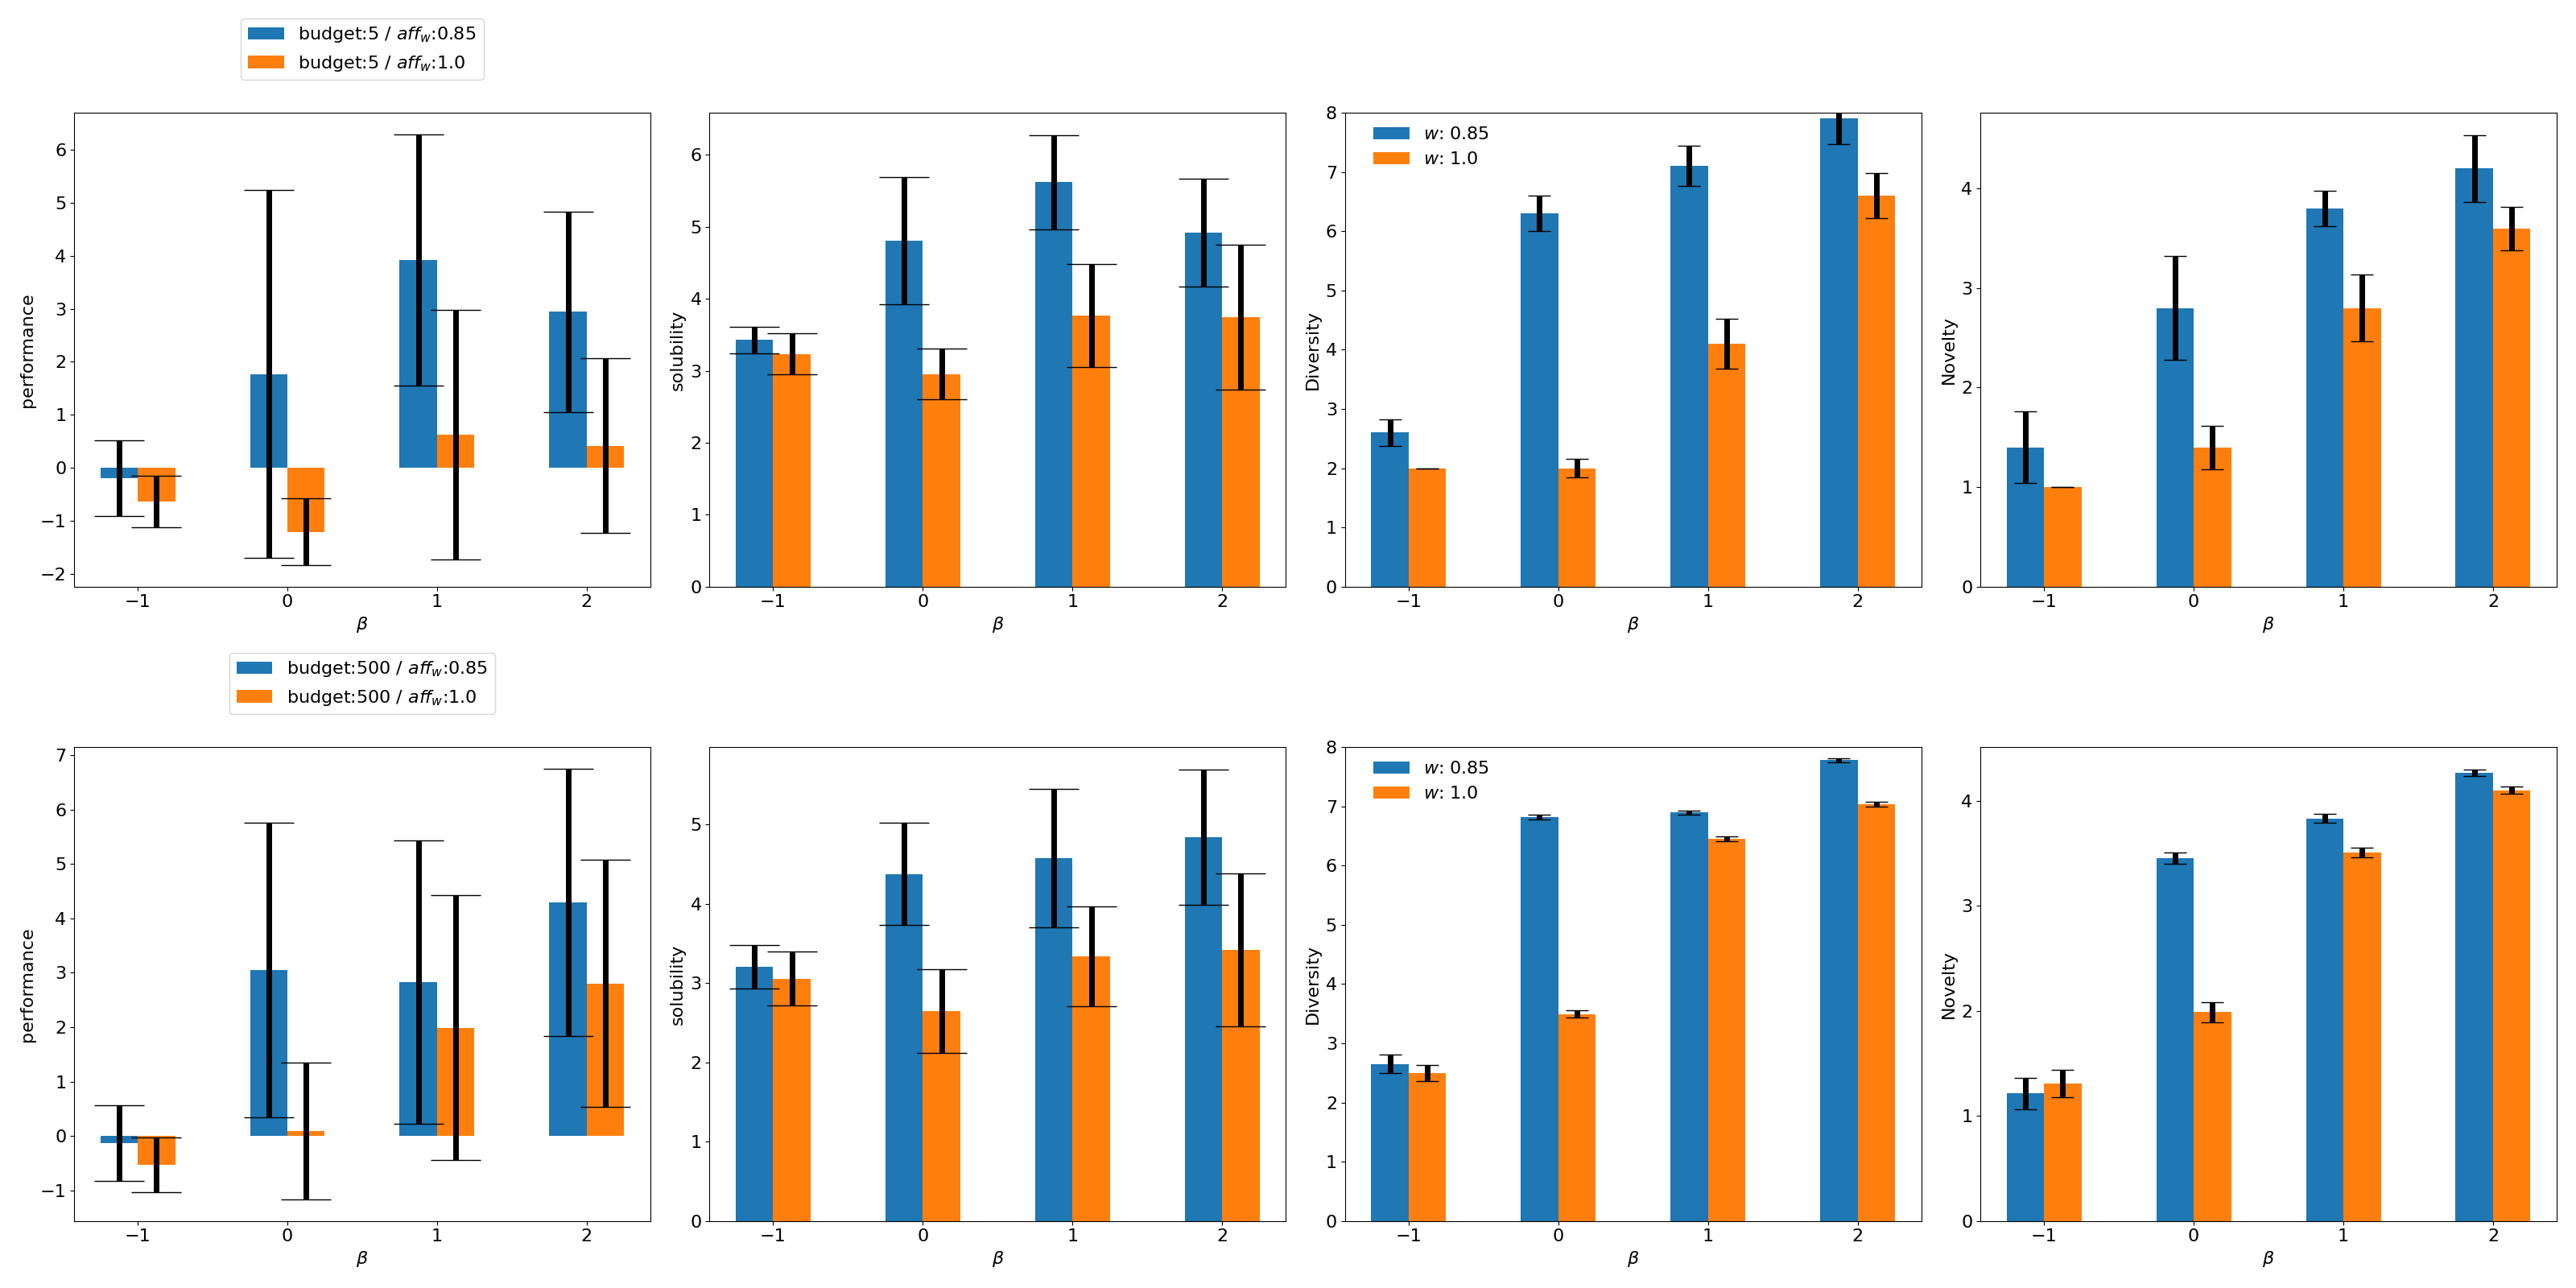 budget:5 / aff_w:0.85
budget:5 / aff_w:1.0
performance
6
5
4
3
2
1
0
−1
−2
−1 0 1 2
β
solubility
6
5
4
3
2
1
0
−1 0 1 2
β
Diversity
8
7
6
5
4
3
2
1
0
w: 0.85
w: 1.0
−1 0 1 2
β
Novelty
4
3
2
1
0
−1 0 1 2
β
budget:500 / aff_w:0.85
budget:500 / aff_w:1.0
performance
7
6
5
4
3
2
1
0
−1
−1 0 1 2
β
solubility
5
4
3
2
1
0
−1 0 1 2
β
Diversity
8
7
6
5
4
3
2
1
0
w: 0.85
w: 1.0
−1 0 1 2
β
Novelty
4
3
2
1
0
−1 0 1 2
β